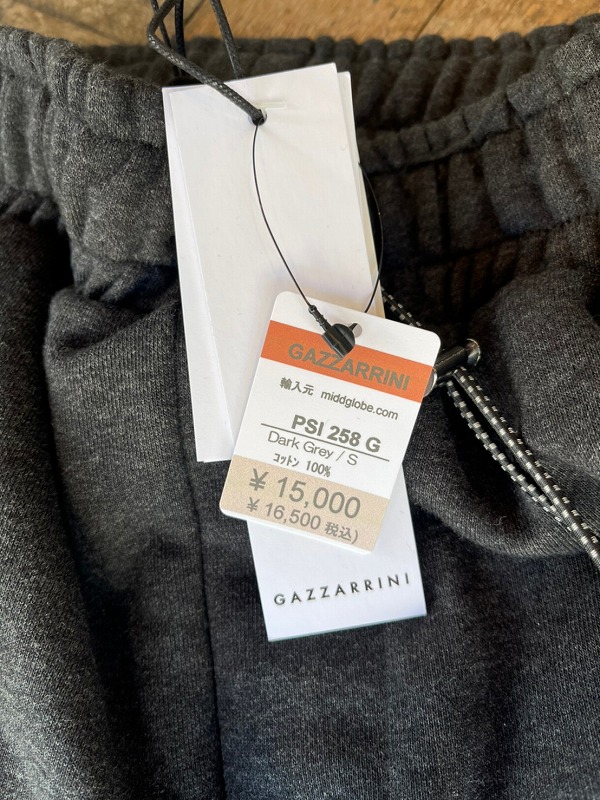 GAZZARRINI
輸入元 middglobe.com
PSI 258 G
Dark Grey / S
コットン 100%
¥ 15,000
¥ 16,500 税込)
GAZZARRINI